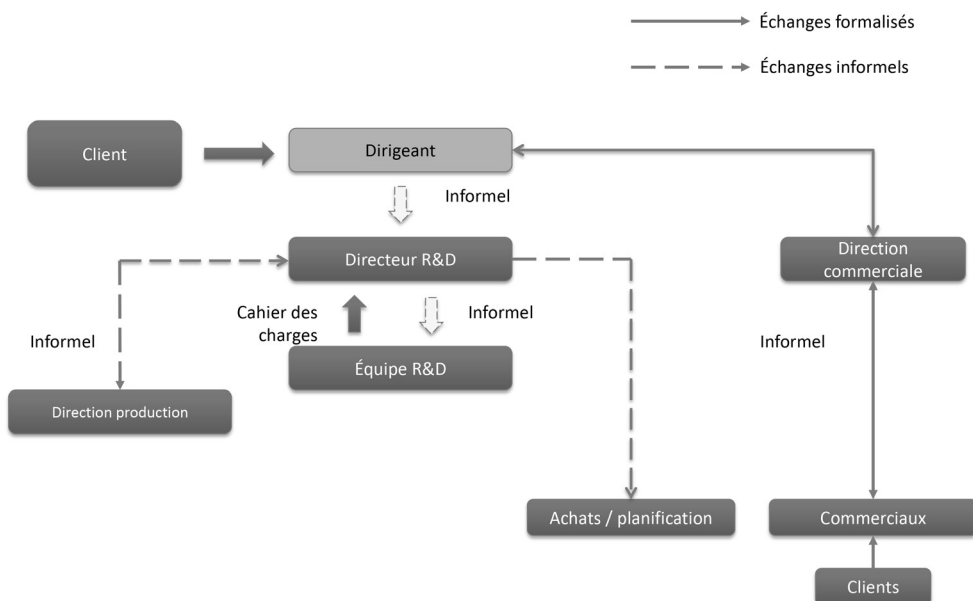 Échanges formalisés
Échanges informels
Client
Dirigeant
Informel
Directeur R&D
Direction
commerciale
Cahier des
charges
Informel
Informel
Informel
Équipe R&D
Direction production
Achats / planification
Commerciaux
Clients